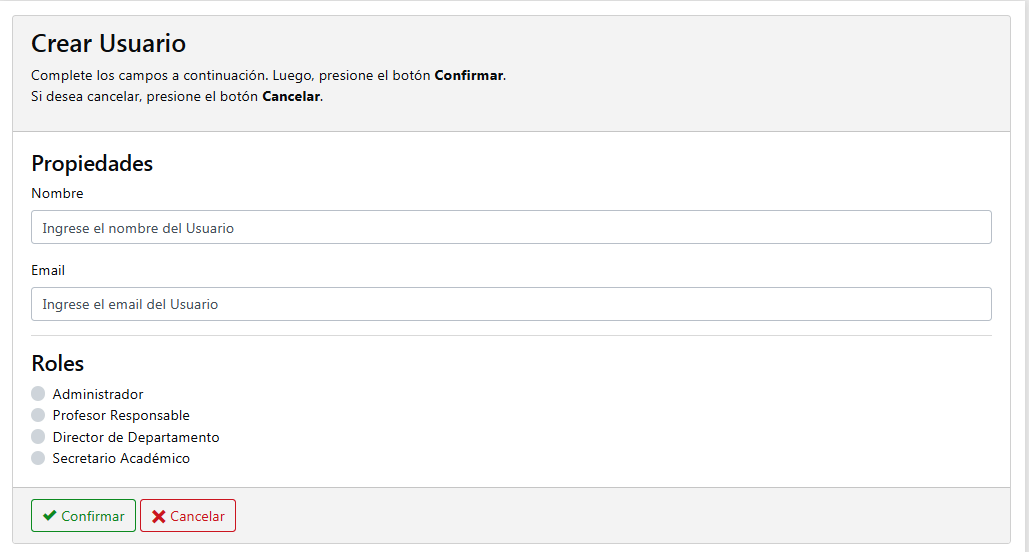 Crear Usuario
Complete los campos a continuación. Luego, presione el botón Confirmar.
Si desea cancelar, presione el botón Cancelar.
Propiedades
Nombre
Ingrese el nombre del Usuario
Email
Ingrese el email del Usuario
Roles
Administrador
Profesor Responsable
Director de Departamento
Secretario Académico
Confirmar Cancelar